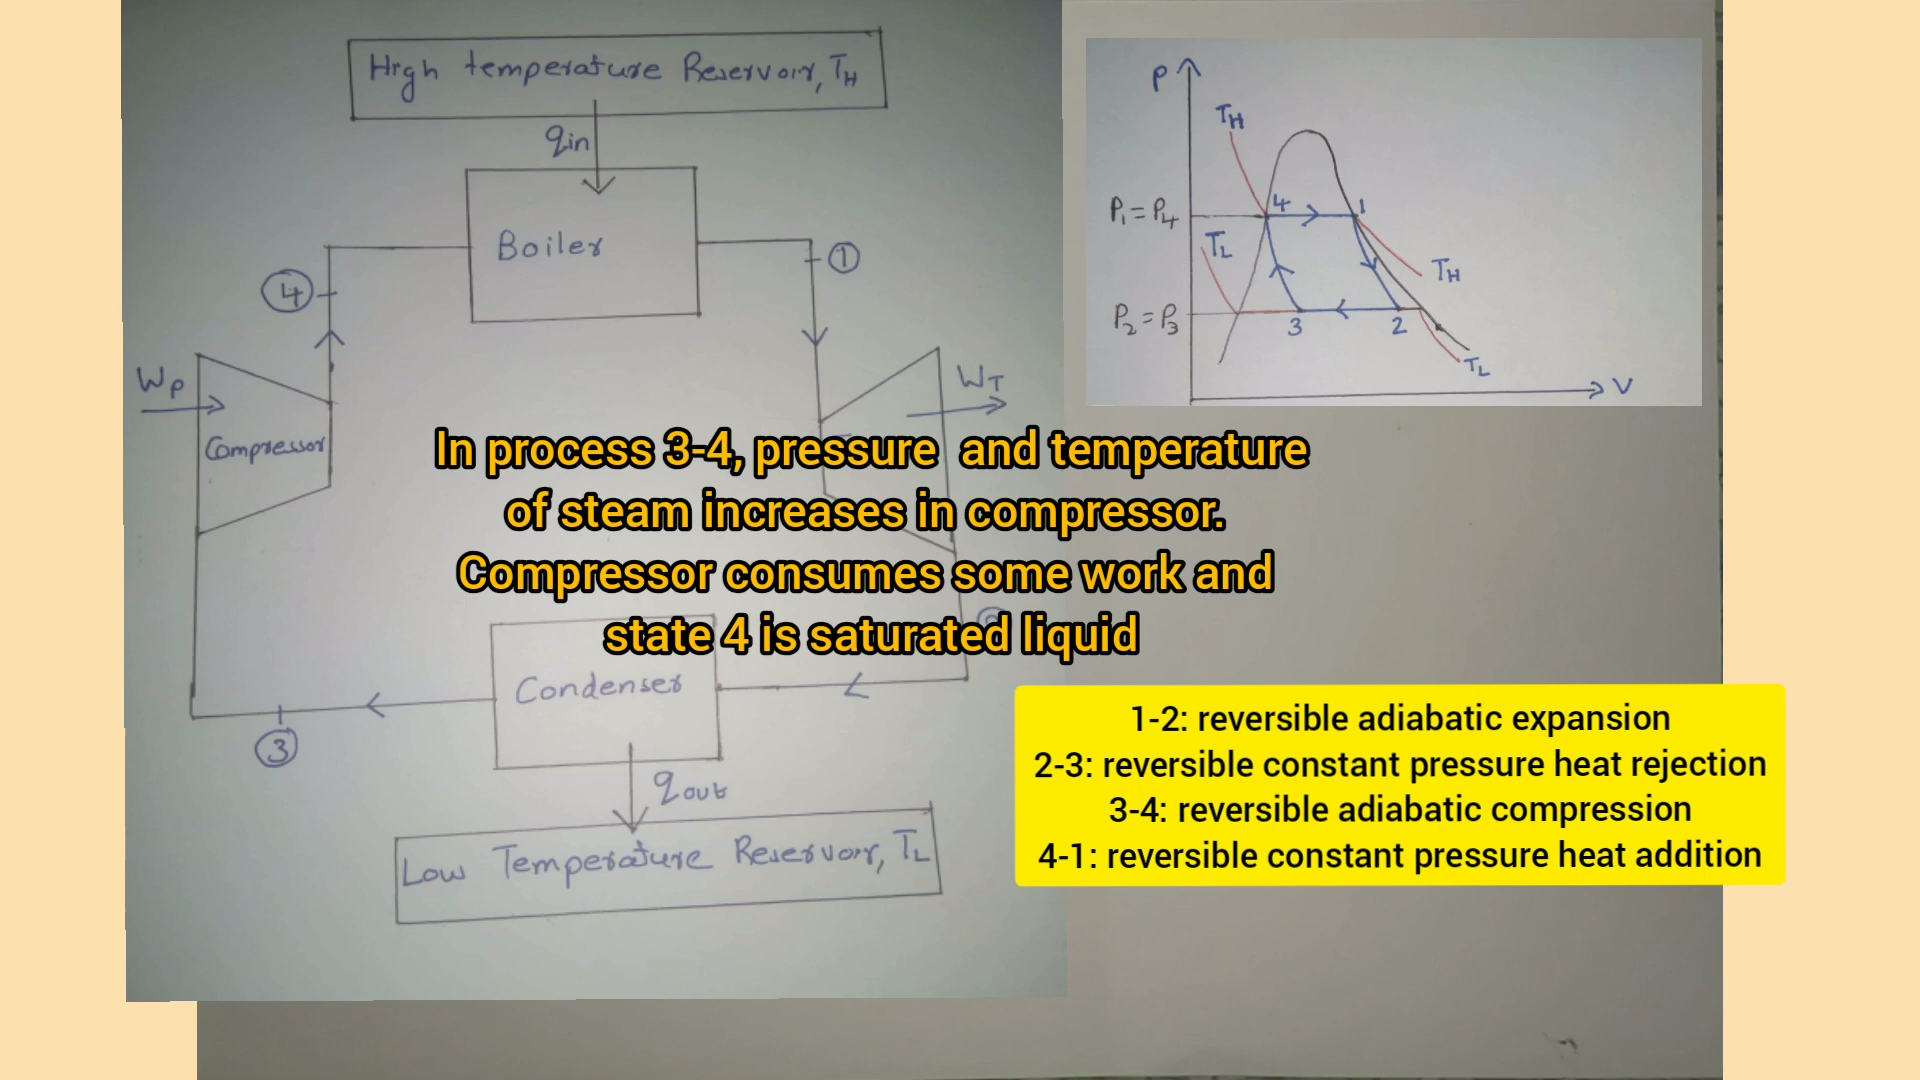 High temperature Reservoir, TH
qin
Boiler
1
4
WP
Compressor
WT
Condenser
3
qout
Low Temperature Reservoir, TL
P
TH
P1 = P4
4
1
TL
TH
P2 = P3
3
2
TL
V
In process 3-4, pressure and temperature
of steam increases in compressor.
Compressor consumes some work and
state 4 is saturated liquid
1-2: reversible adiabatic expansion
2-3: reversible constant pressure heat rejection
3-4: reversible adiabatic compression
4-1: reversible constant pressure heat addition